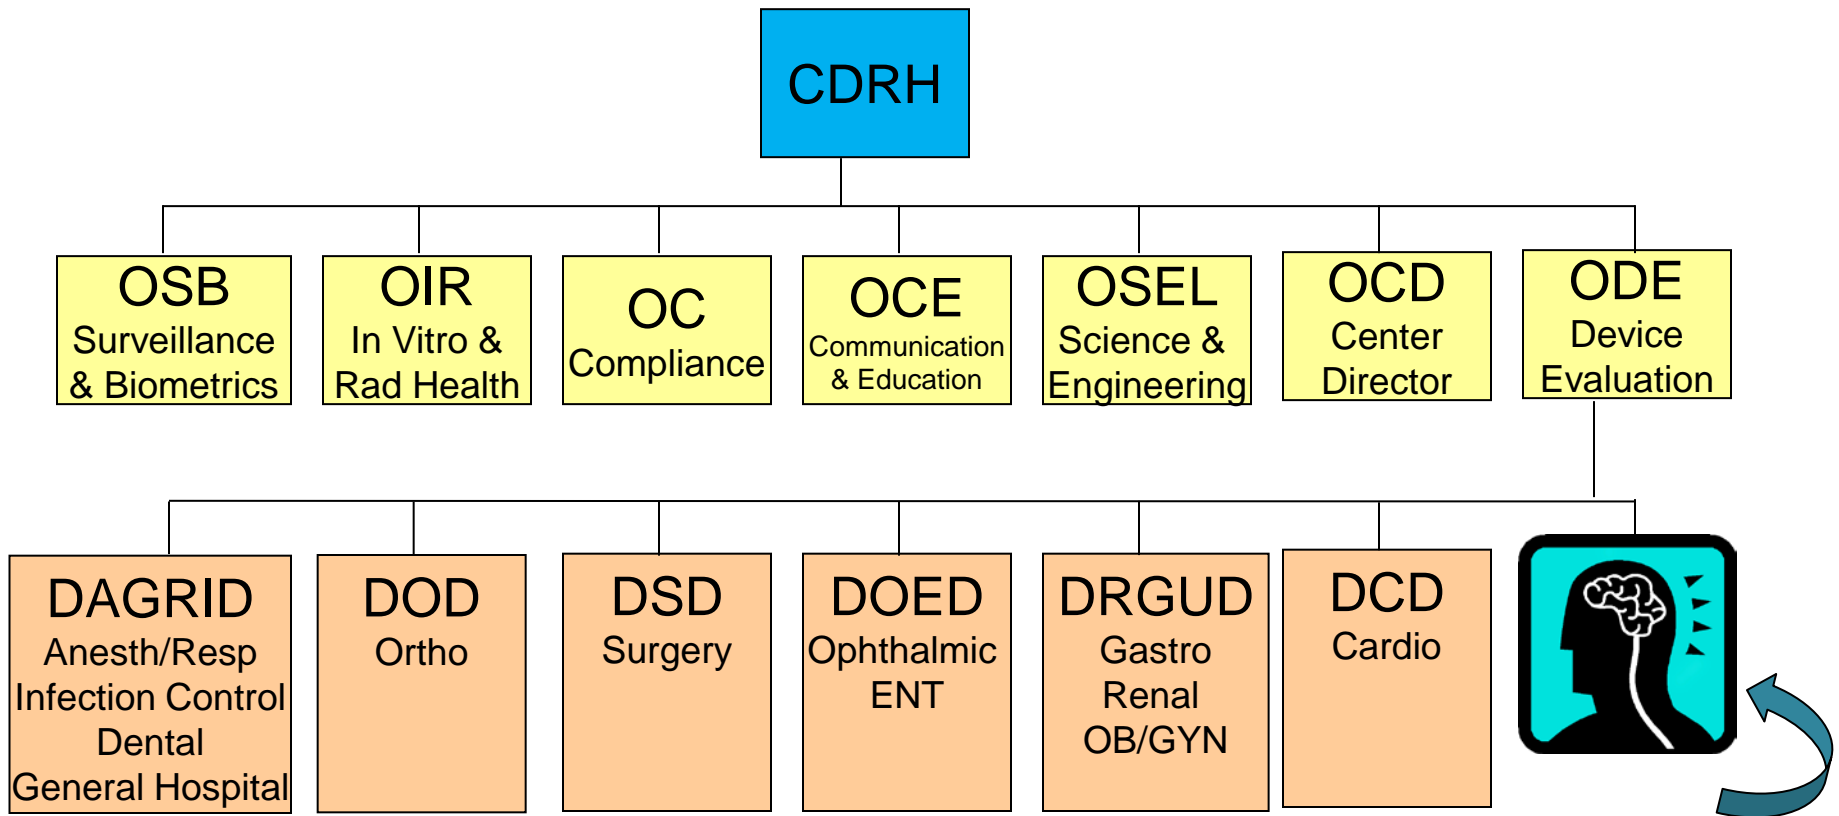 CDRH
OSB
Surveillance
& Biometrics
OIR
In Vitro &
Rad Health
OC
Compliance
OCE
Communication
& Education
OSEL
Science &
Engineering
OCD
Center
Director
ODE
Device
Evaluation
DAGRID
Anesth/Resp
Infection Control
Dental
General Hospital
DOD
Ortho
DSD
Surgery
DOED
Ophthalmic
ENT
DRGUD
Gastro
Renal
OB/GYN
DCD
Cardio